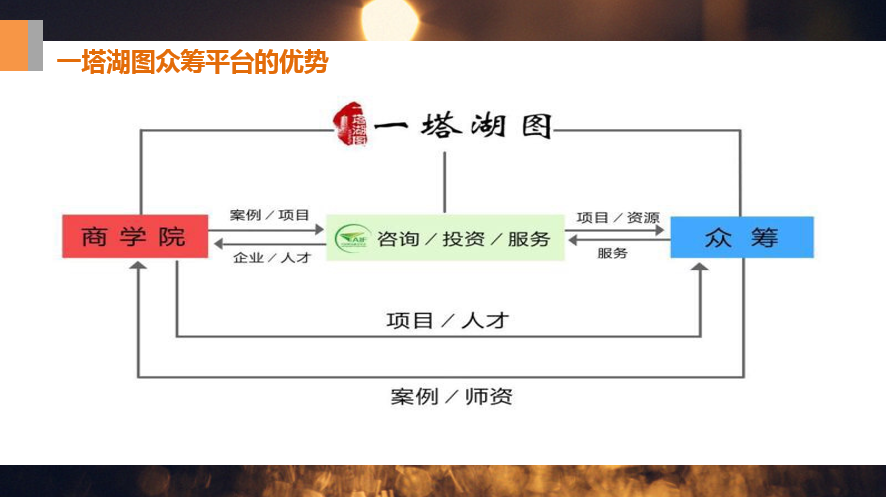 一塔湖图众筹平台的优势
一塔湖图
一塔湖图
商学院
案例／项目
企业／人才
咨询／投资／服务
项目／资源
服务
众筹
项目／人才
案例／师资